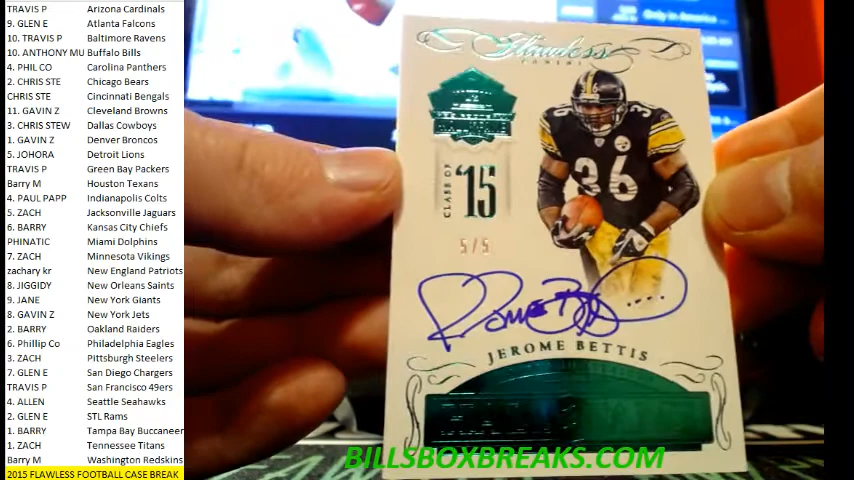 TRAVIS P Arizona Cardinals
9. GLEN E Atlanta Falcons
10. TRAVIS P Baltimore Ravens
10. ANTHONY MU Buffalo Bills
4. PHIL CO Carolina Panthers
2. CHRIS STE Chicago Bears
CHRIS STE Cincinnati Bengals
11. GAVIN Z Cleveland Browns
3. CHRIS STEW Dallas Cowboys
1. GAVIN Z Denver Broncos
5. JOHORA Detroit Lions
TRAVIS P Green Bay Packers
Barry M Houston Texans
4. PAUL PAPP Indianapolis Colts
5. ZACH Jacksonville Jaguars
6. BARRY Kansas City Chiefs
PHINATIC Miami Dolphins
7. ZACH Minnesota Vikings
zachary kr New England Patriots
8. JIGGIDY New Orleans Saints
9. JANE New York Giants
8. GAVIN Z New York Jets
2. BARRY Oakland Raiders
6. Phillip Co Philadelphia Eagles
3. ZACH Pittsburgh Steelers
7. GLEN E San Diego Chargers
TRAVIS P San Francisco 49ers
4. ALLEN Seattle Seahawks
2. GLEN E STL Rams
1. BARRY Tampa Bay Buccaneer
1. ZACH Tennessee Titans
Barry M Washington Redskins
2015 FLAWLESS FOOTBALL CASE BREAK
Only in America
Flawless
PANINI
CLASS OF '15
36
5/5
JEROME BETTIS
BILLSBOXBREAKS.COM